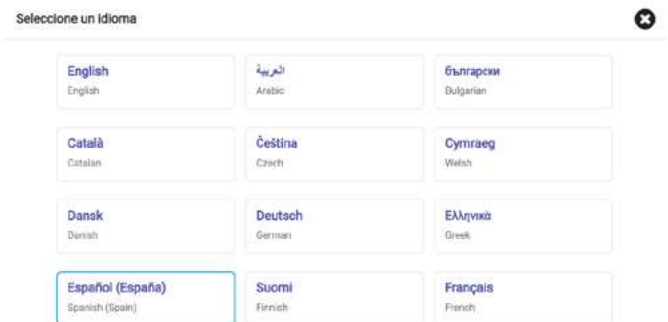 Seleccione un idioma
English
English
العربية
Arabic
български
Bulgarian
Català
Catalan
Čeština
Czech
Cymraeg
Welsh
Dansk
Danish
Deutsch
German
Ελληνικά
Greek
Español (España)
Spanish (Spain)
Suomi
Finnish
Français
French